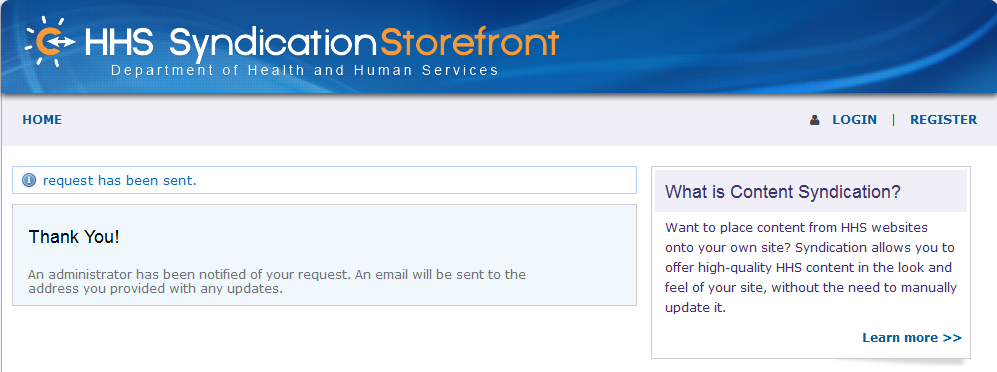 HHS Syndication Storefront
Department of Health and Human Services
HOME
LOGIN | REGISTER
request has been sent.
Thank You!
An administrator has been notified of your request. An email will be sent to the
address you provided with any updates.
What is Content Syndication?
Want to place content from HHS websites
onto your own site? Syndication allows you to
offer high-quality HHS content in the look and
feel of your site, without the need to manually
update it.
Learn more >>